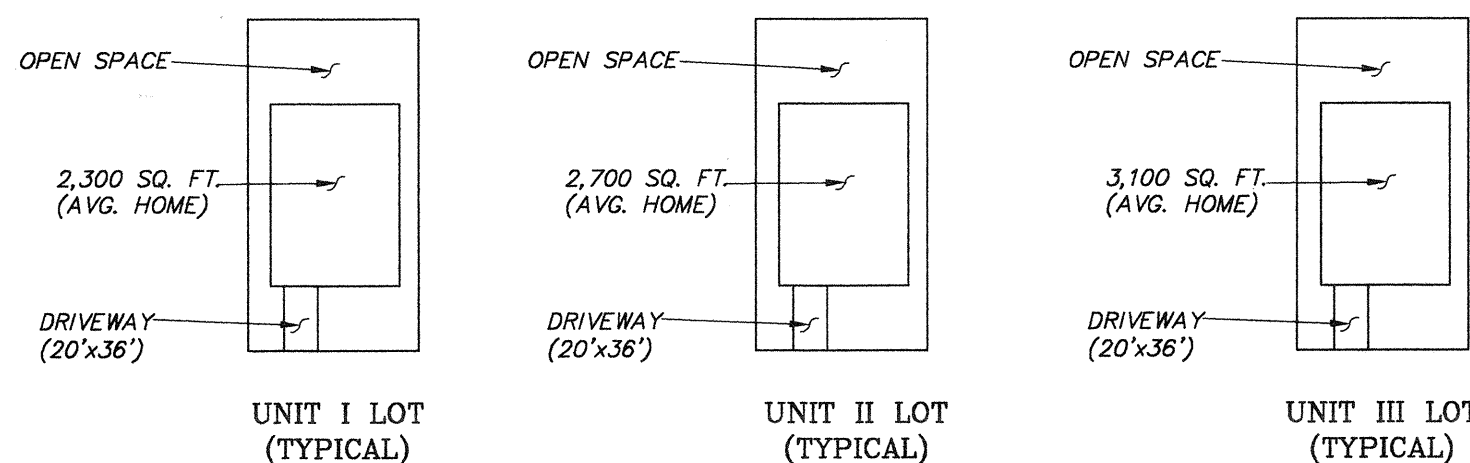 OPEN SPACE
2,300 SQ. FT.
(AVG. HOME)
DRIVEWAY
(20'x36')
UNIT I LOT
(TYPICAL)
OPEN SPACE
2,700 SQ. FT.
(AVG. HOME)
DRIVEWAY
(20'x36')
UNIT II LOT
(TYPICAL)
OPEN SPACE
3,100 SQ. FT.
(AVG. HOME)
DRIVEWAY
(20'x36')
UNIT III LOT
(TYPICAL)